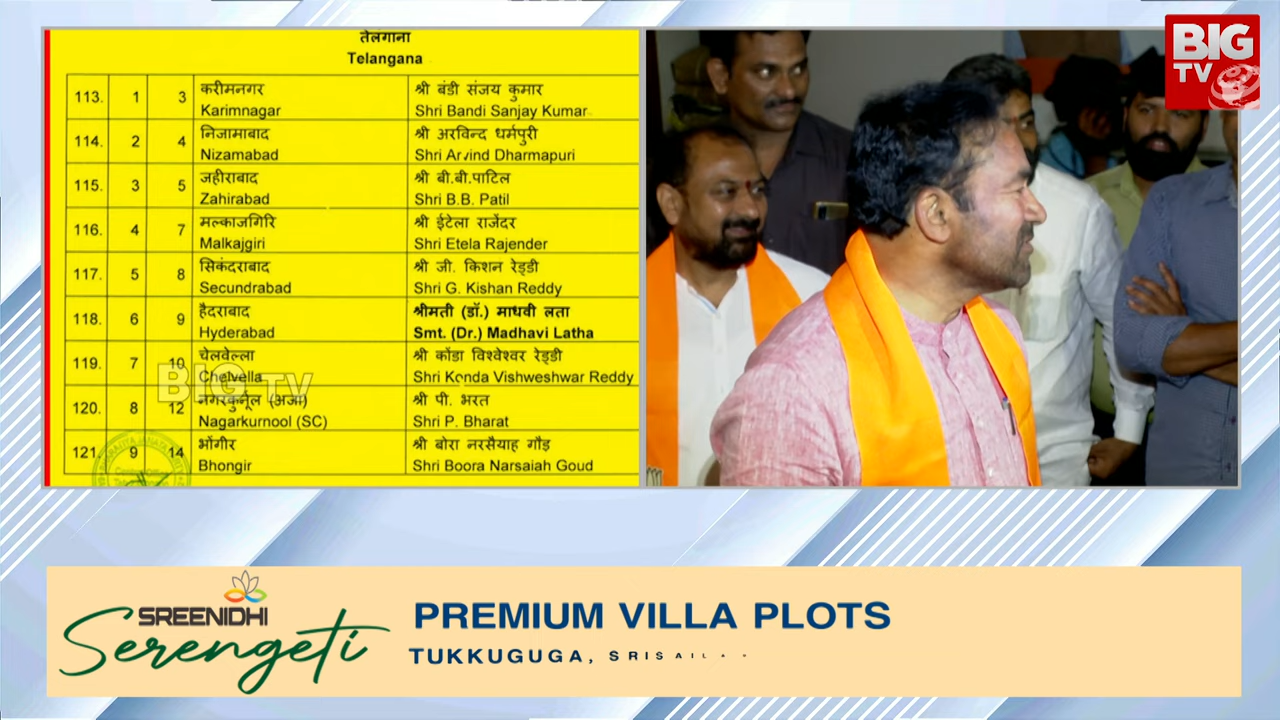 BIG
TV
तेलंगाना
Telangana
113. 1 3 करीमनगर श्री बंडी संजय कुमार
Karimnagar Shri Bandi Sanjay Kumar
114. 2 4 निजामाबाद श्री अरविन्द धर्मपुरी
Nizamabad Shri Arvind Dharmapuri
115. 3 5 जहीराबाद श्री बी.बी.पाटिल
Zahirabad Shri B.B. Patil
116. 4 7 मल्काजगिरि श्री ईटेला राजेंदर
Malkajgiri Shri Etela Rajender
117. 5 8 सिकंदराबाद श्री जी. किशन रेड्डी
Secundrabad Shri G. Kishan Reddy
118. 6 9 हैदराबाद श्रीमती (डॉ.) माधवी लता
Hyderabad Smt. (Dr.) Madhavi Latha
119. 7 10 चेलवेल्ला श्री कोंडा विश्वेश्वर रेड्डी
Chelvella Shri Konda Vishweshwar Reddy
BIG TV
120. 8 12 नगरकुर्नूल (अजा) श्री पी. भरत
Nagarkurnool (SC) Shri P. Bharat
121. 9 14 भोंगीर श्री बोरा नरसैयाह गौड़
Bhongir Shri Boora Narsaiah Goud
SREENIDHI
Serengeti
PREMIUM VILLA PLOTS
TUKKUGUGA, SRISAIL